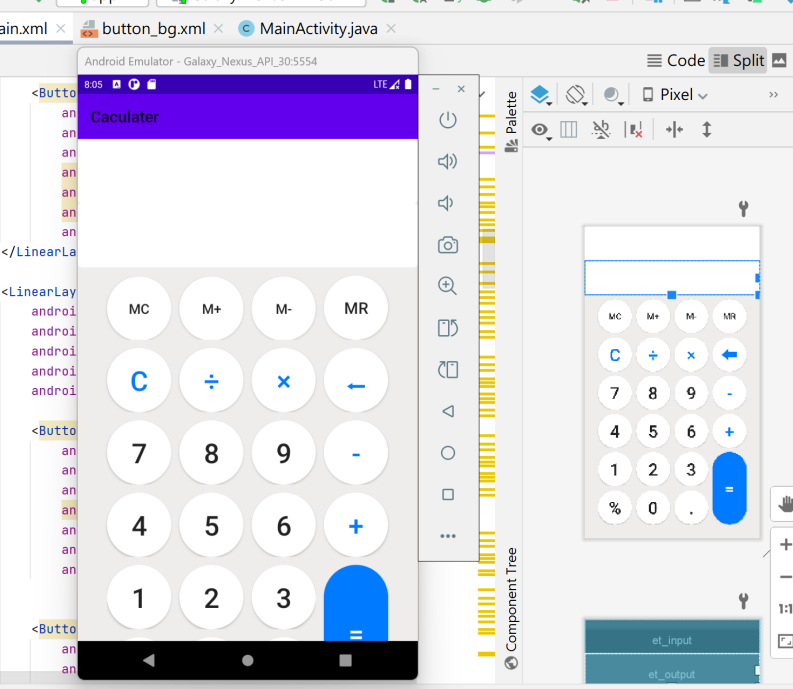 ain.xml
button_bg.xml
MainActivity.java
Code
Split
Android Emulator - Galaxy_Nexus_API_30:5554
8:05
LTE
Caculater
MC
M+
M-
MR
C
÷
×
←
7
8
9
-
4
5
6
+
1
2
3
=
<Butto
an
an
an
an
an
an
an
</LinearLa
<LinearLay
androi
androi
androi
androi
androi
<Butto
an
an
an
an
an
an
an
<Butto
an
an
Palette
Component Tree
Pixel
MC
M+
M-
MR
C
÷
×
7
8
9
-
4
5
6
+
1
2
3
=
%
0
.
1:1
et_input
et_output